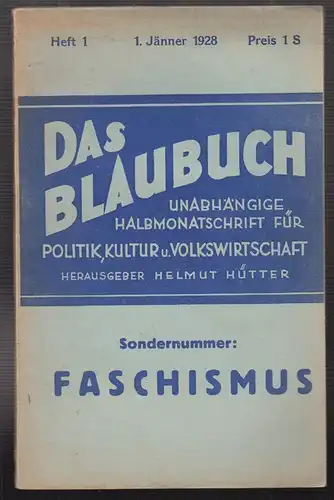 Heft 1 1. Jänner 1928 Preis 1 S
DAS
BLAUBUCH
UNABHÄNGIGE
HALBMONATSCHRIFT FÜR
POLITIK, KULTUR u. VOLKSWIRTSCHAFT
HERAUSGEBER HELMUT HÜTTER
Sondernummer:
FASCHISMUS